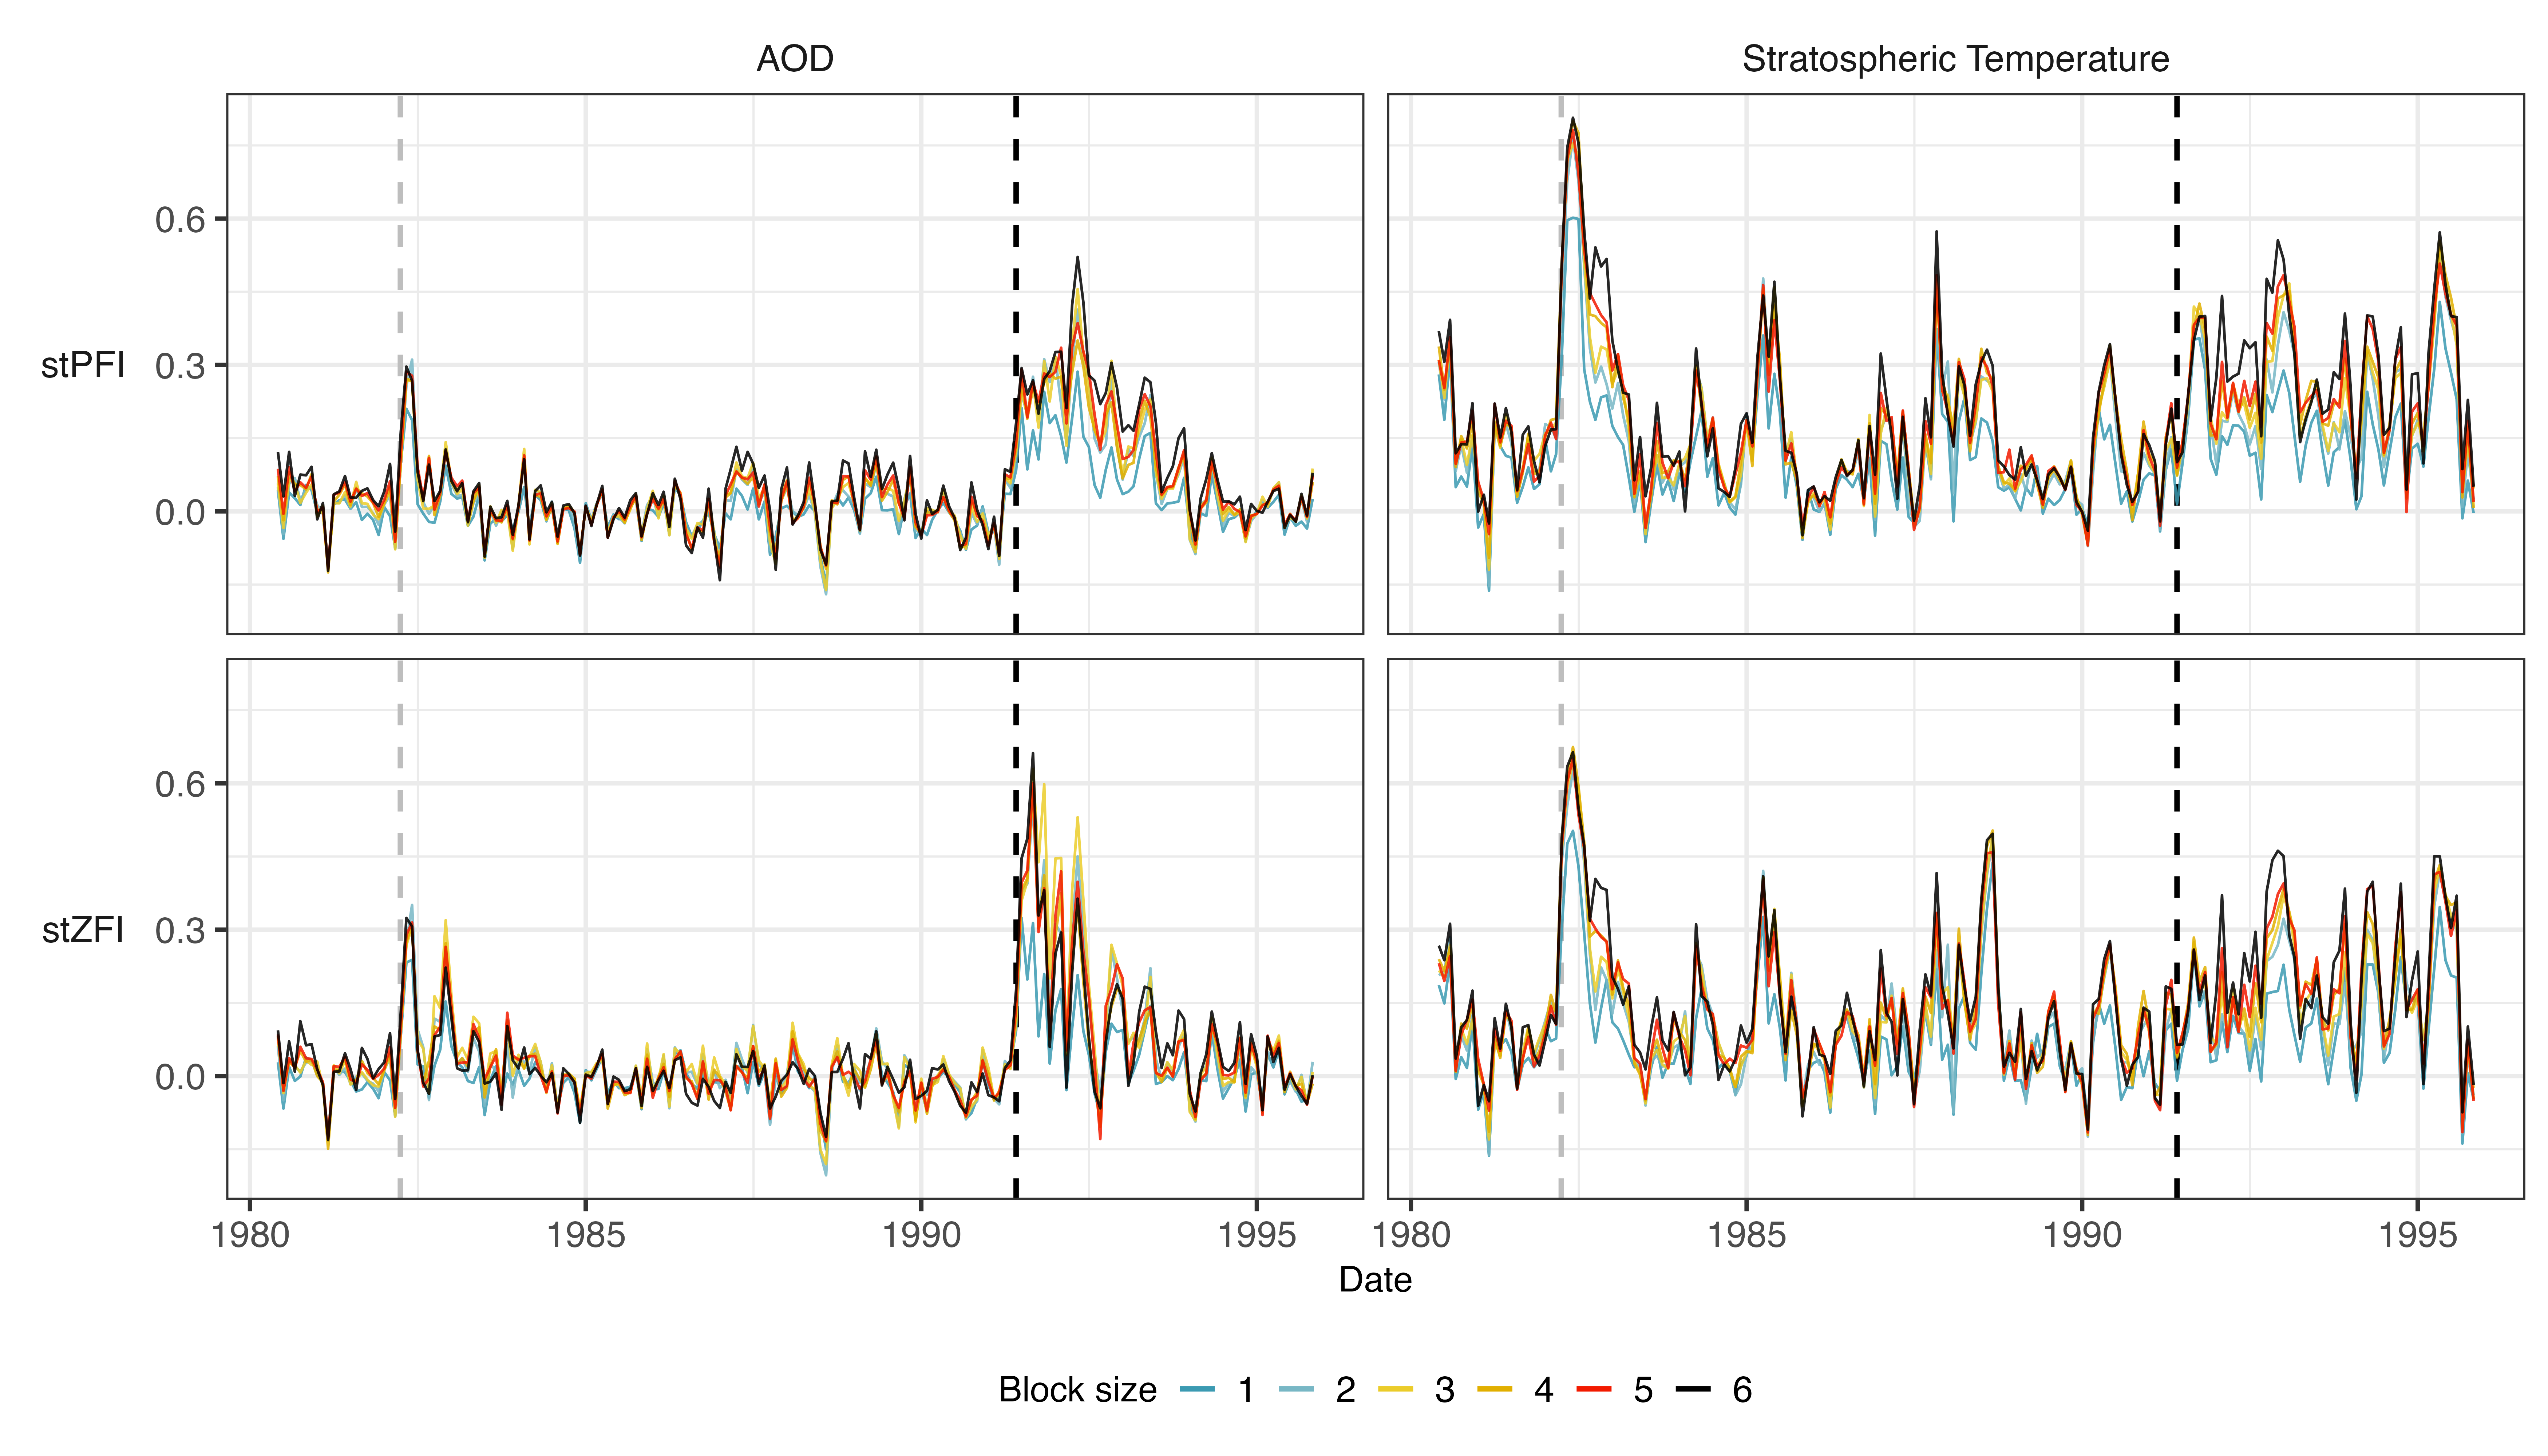 AOD
Stratospheric Temperature
stPFI
0.6
0.3
0.0
stZFI
0.6
0.3
0.0
1980 1985 1990 1995
1980 1985 1990 1995
Date
Block size 1 2 3 4 5 6